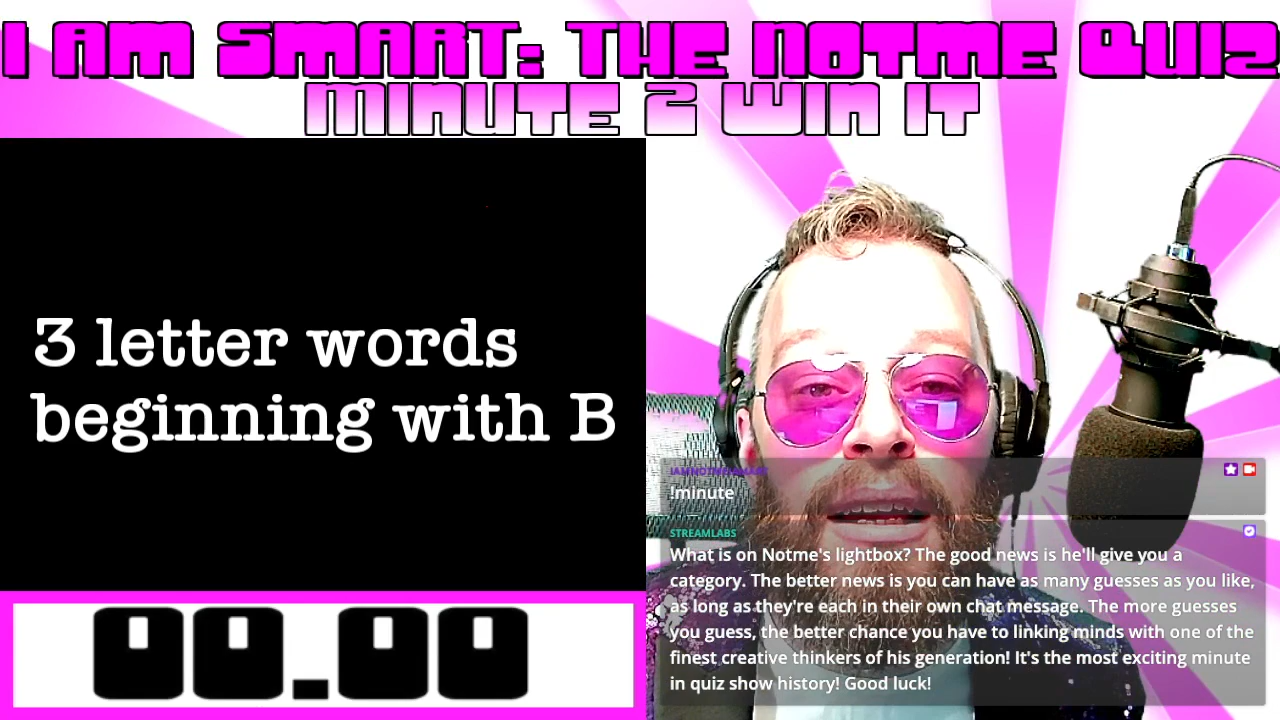 I AM SMART: THE NOTME QUIZ
MINUTE 2 WIN IT
3 letter words
beginning with B
!minute
STREAMLABS
What is on Notme's lightbox? The good news is he'll give you a
category. The better news is you can have as many guesses as you like,
as long as they're each in their own chat message. The more guesses
you guess, the better chance you have to linking minds with one of the
finest creative thinkers of his generation! It's the most exciting minute
in quiz show history! Good luck!
00.00